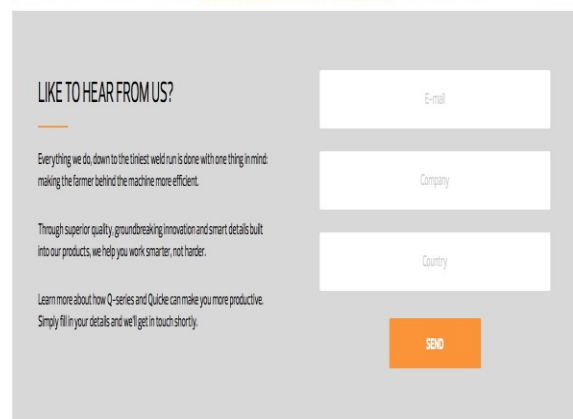 LIKE TO HEAR FROM US?
Everything we do, down to the tiniest weld run is done with one thing in mind:
making the farmer behind the machine more efficient.
Through superior quality, groundbreaking innovation and smart details built
into our products, we help you work smarter, not harder.
Learn more about how Q-series and Quicke can make you more productive.
Simply fill in your details and we'll get in touch shortly.
E-mail
Company
Country
SEND